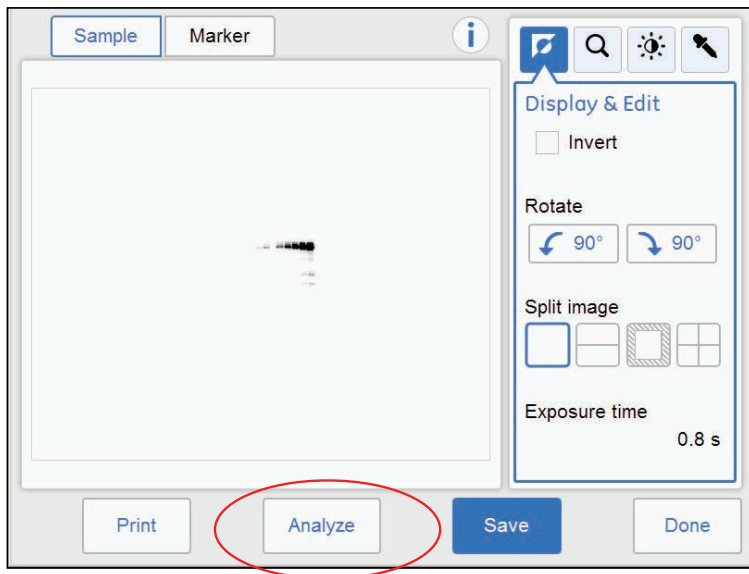 Sample Marker i
Display & Edit
Invert
Rotate
90° 90°
Split image
Exposure time
0.8 s
Print Analyze Save Done